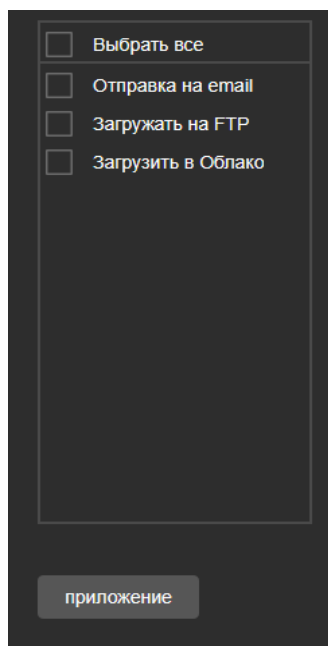 Выбрать все
Отправка на email
Загружать на FTP
Загрузить в Облако
приложение